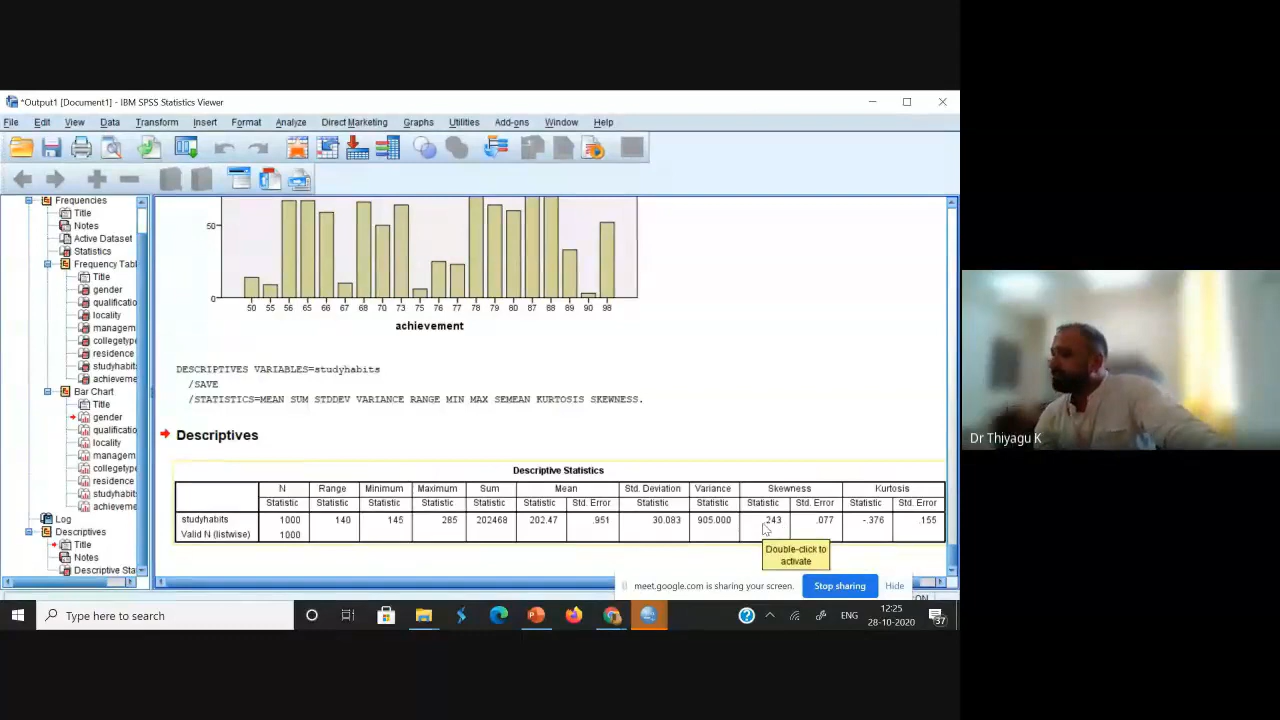 *Output1 [Document1] - IBM SPSS Statistics Viewer
File Edit View Data Transform Insert Format Analyze Direct Marketing Graphs Utilities Add-ons Window Help
Frequencies
Title
Notes
Active Dataset
Statistics
Frequency Tabl
Title
gender
qualificatio
locality
managem
collegetype
residence
studyhabits
achieveme
Bar Chart
Title
gender
qualification
locality
managem
collegetype
residence
studyhabits
achieveme
Log
Descriptives
Title
Notes
Descriptive Sta
50
0
50 55 56 65 66 67 68 70 73 75 76 77 78 79 80 87 88 89 90 98
achievement
DESCRIPTIVES VARIABLES=studyhabits
/SAVE
/STATISTICS=MEAN SUM STDDEV VARIANCE RANGE MIN MAX SEMEAN KURTOSIS SKEWNESS.
Descriptives
Descriptive Statistics
N Range Minimum Maximum Sum Mean Std. Deviation Variance Skewness Kurtosis
Statistic Statistic Statistic Statistic Statistic Statistic Std. Error Statistic Statistic Statistic Std. Error Statistic Std. Error
studyhabits 1000 140 145 285 202468 202.47 .951 30.083 905.000 .243 .077 -.376 .155
Valid N (listwise) 1000
Double-click to
activate
meet.google.com is sharing your screen. Stop sharing Hide
Type here to search
ENG
12:25
28-10-2020
37
Dr Thiyagu K